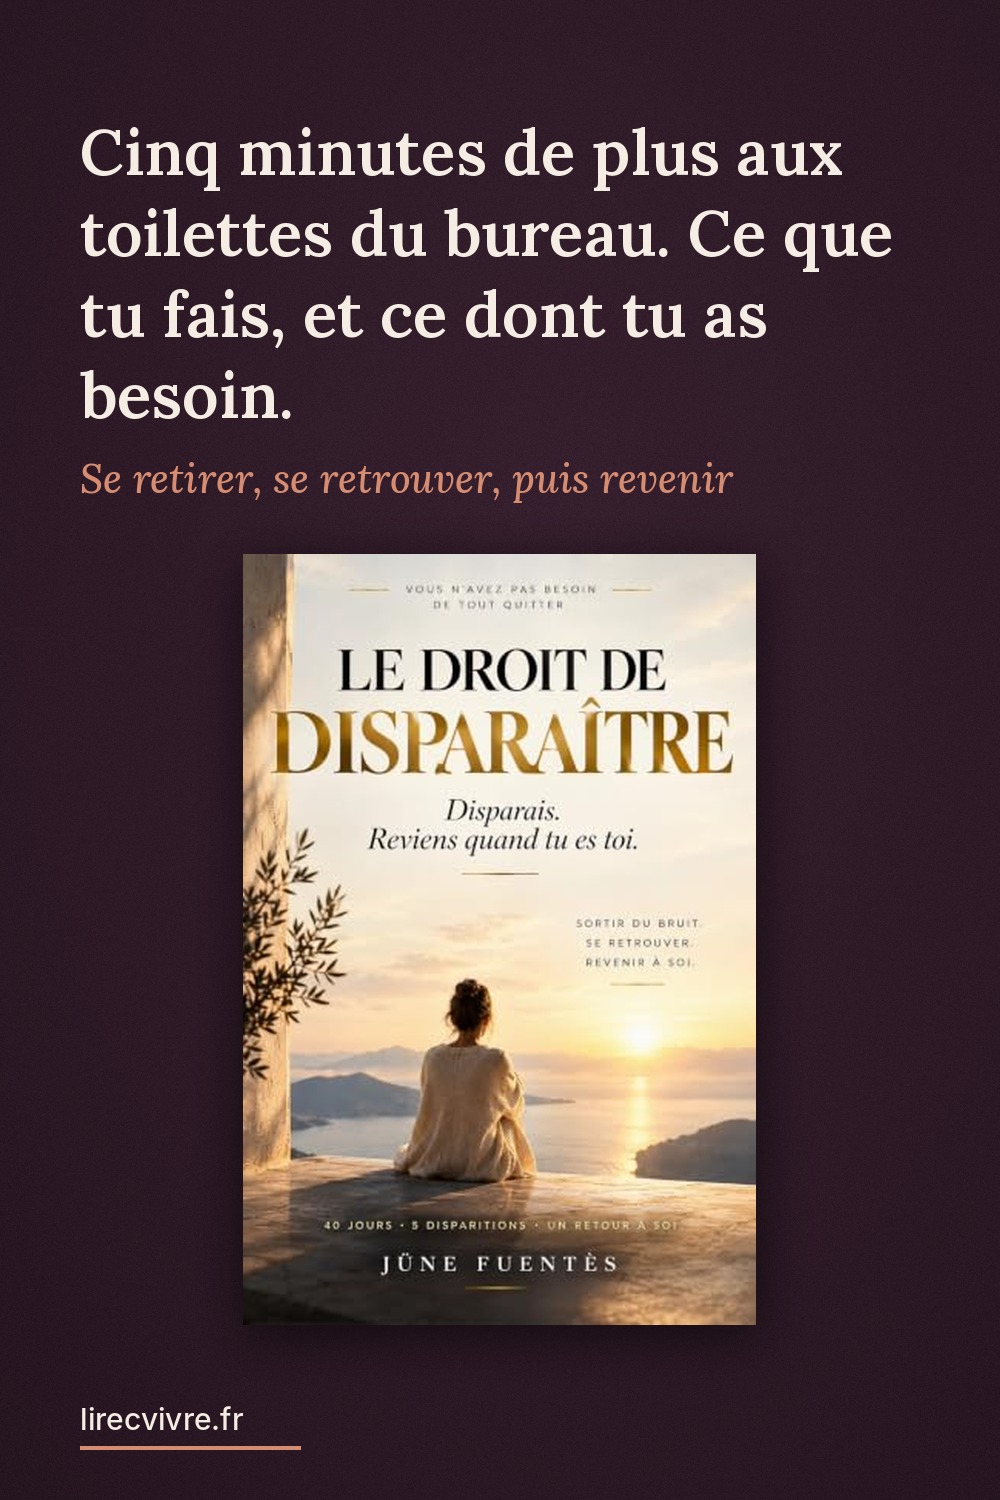 Cinq minutes de plus aux
toilettes du bureau. Ce que
tu fais, et ce dont tu as
besoin.
Se retirer, se retrouver, puis revenir
VOUS N'AVEZ PAS BESOIN
DE TOUT QUITTER
LE DROIT DE
DISPARAÎTRE
Disparais.
Reviens quand tu es toi.
SORTIR DU BRUIT.
SE RETROUVER.
REVENIR À SOI.
40 JOURS • 5 DISPARITIONS • UN RETOUR À SOI
JÜNE FUENTÈS
lirecvivre.fr